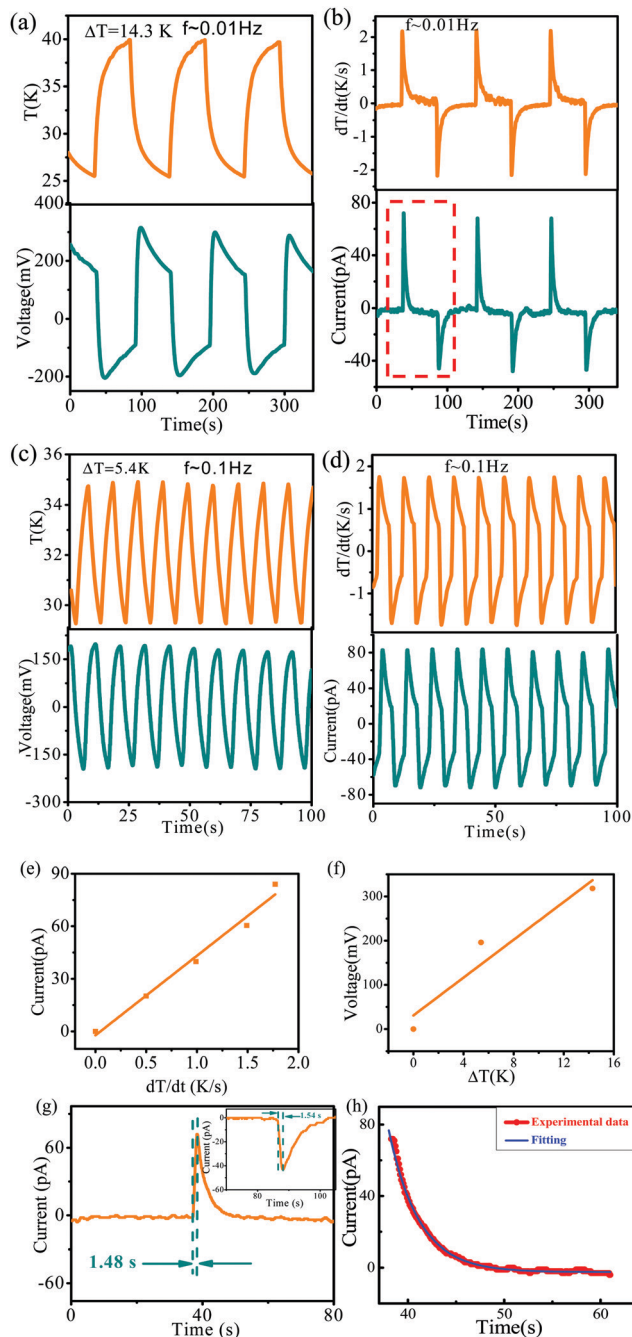 (a)
ΔT=14.3 K f~0.01Hz
40
35
30
25
T(K)
400
200
0
-200
Voltage(mV)
0 100 200 300
Time(s)
(b)
f~0.01Hz
2
1
0
-1
-2
dT/dt(K/s)
80
40
0
-40
Current(pA)
0 100 200 300
Time(s)
(c)
ΔT=5.4K f~0.1Hz
36
34
32
30
T(K)
150
0
-150
-300
Voltage(mV)
0 25 50 75 100
Time(s)
(d)
f~0.1Hz
2
1
0
-1
dT/dt(K/s)
80
40
0
-40
-80
Current(pA)
0 50 100
Time(s)
(e)
90
60
30
0
Current(pA)
0.0 0.5 1.0 1.5 2.0
dT/dt (K/s)
(f)
300
200
100
0
Voltage(mV)
0 4 8 12 16
ΔT(K)
(g)
60
0
-60
Current (pA)
1.48 s
0 40 80
Time (s)
1.54 s
0
-20
-40
Current (pA)
80 100
Time (s)
(h)
Experimental data
Fitting
80
40
0
Current(pA)
40 50 60
Time(s)